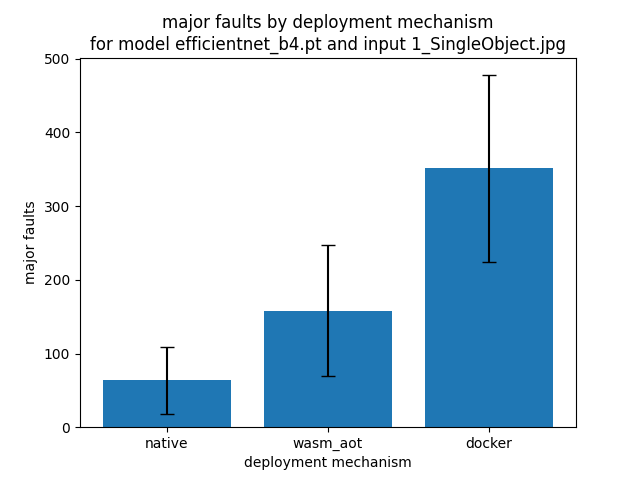 major faults by deployment mechanism
for model efficientnet_b4.pt and input 1_SingleObject.jpg
500
400
300
200
100
0
major faults
native
wasm_aot
docker
deployment mechanism